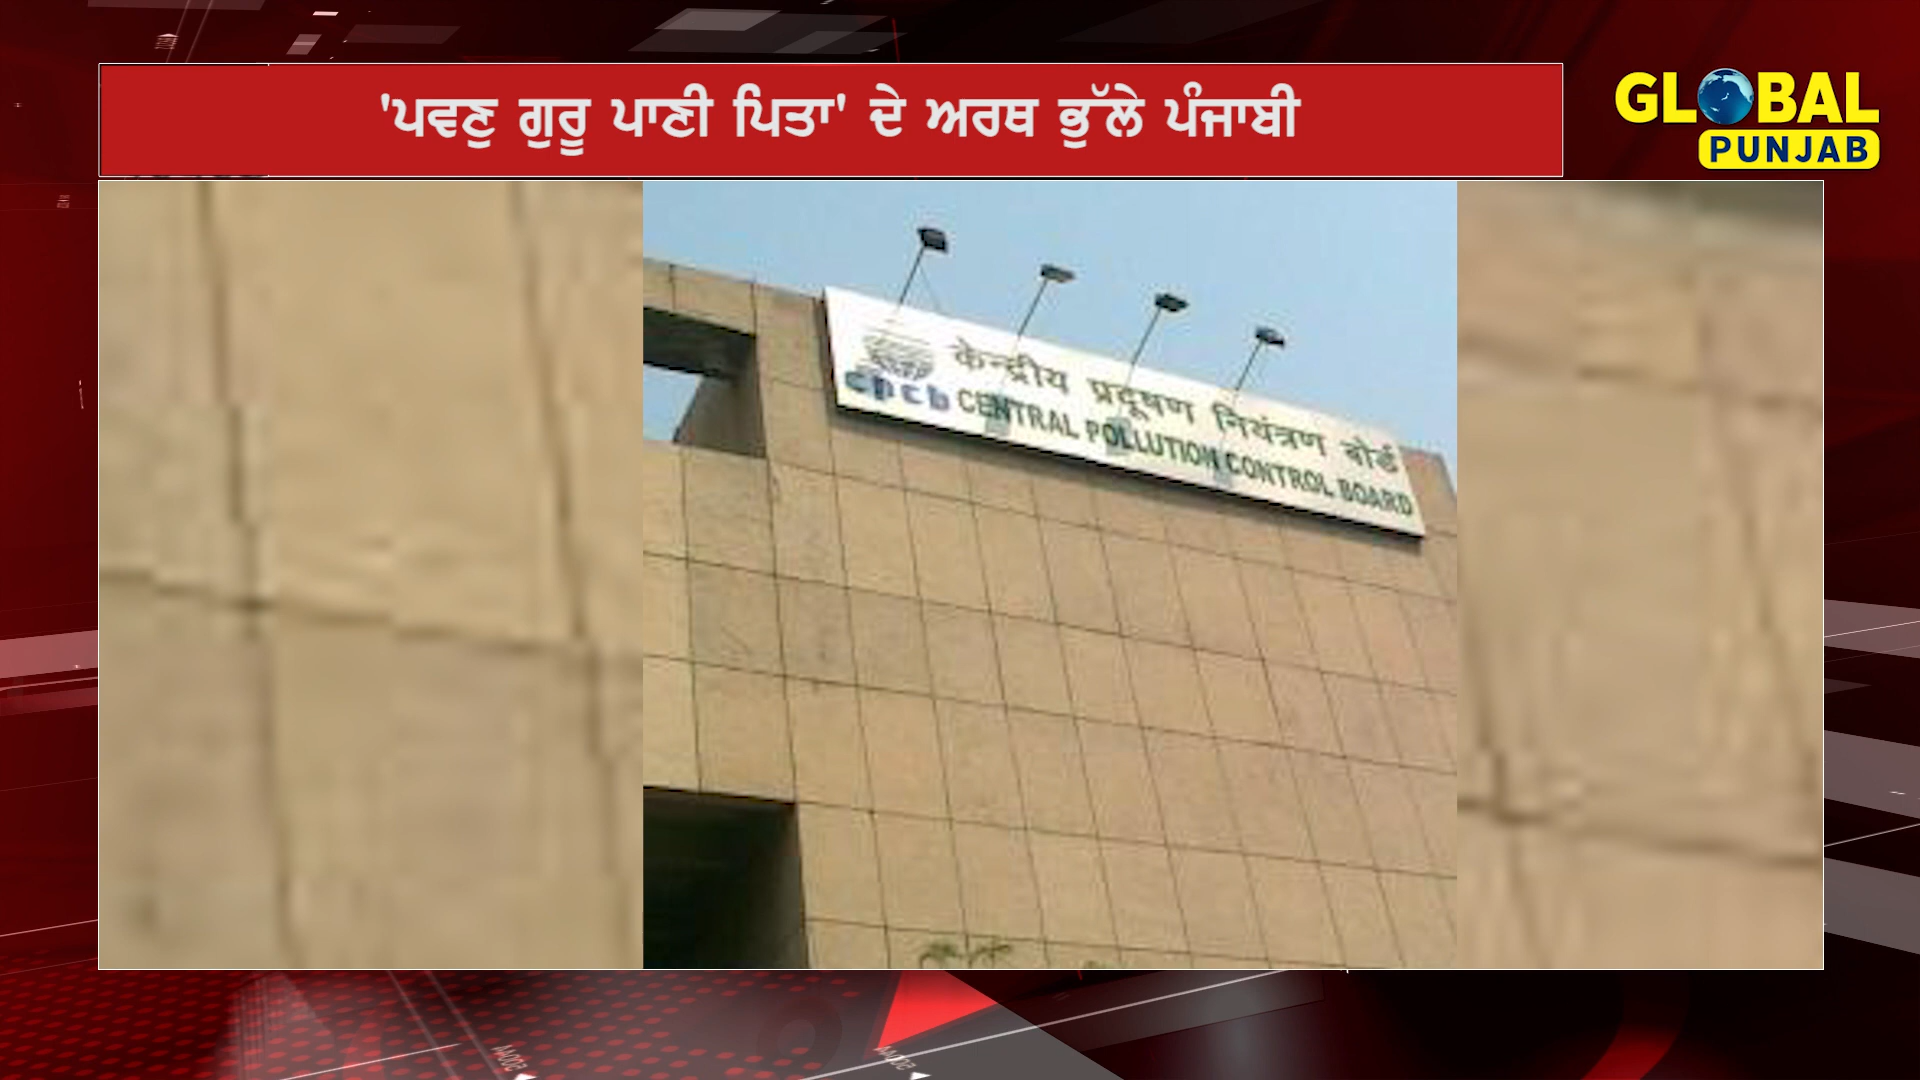 'ਪਵਣੁ ਗੁਰੂ ਪਾਣੀ ਪਿਤਾ' ਦੇ ਅਰਥ ਭੁੱਲੇ ਪੰਜਾਬੀ
GLOBAL
PUNJAB
केन्द्रीय प्रदूषण नियंत्रण बोर्ड
cpcb CENTRAL POLLUTION CONTROL BOARD